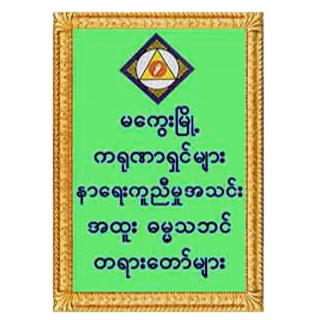 မကွေးမြို့
ကရုဏာရှင်များ
နာရေးကူညီမှုအသင်း
အထူး ဓမ္မသဘင်
တရားတော်များ